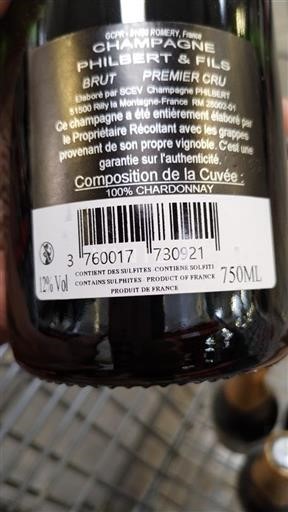 GCPR - 51500 ROMERY, France
CHAMPAGNE
PHILBERT & FILS
BRUT PREMIER CRU
Elaboré par SCEV Champagne PHILBERT
51500 Rilly la Montagne-France RM 26002-01
Ce champagne a été entièrement élaboré par
le Propriétaire Récoltant avec les grappes
provenant de son propre vignoble. C'est une
garantie sur l'authenticité.
Composition de la Cuvée :
100% CHARDONNAY
3 760017 730921
12% Vol
CONTIENT DES SULFITES - CONTIENE SOLFITI
CONTAINS SULPHITES PRODUCT OF FRANCE
PRODUIT DE FRANCE
750ML